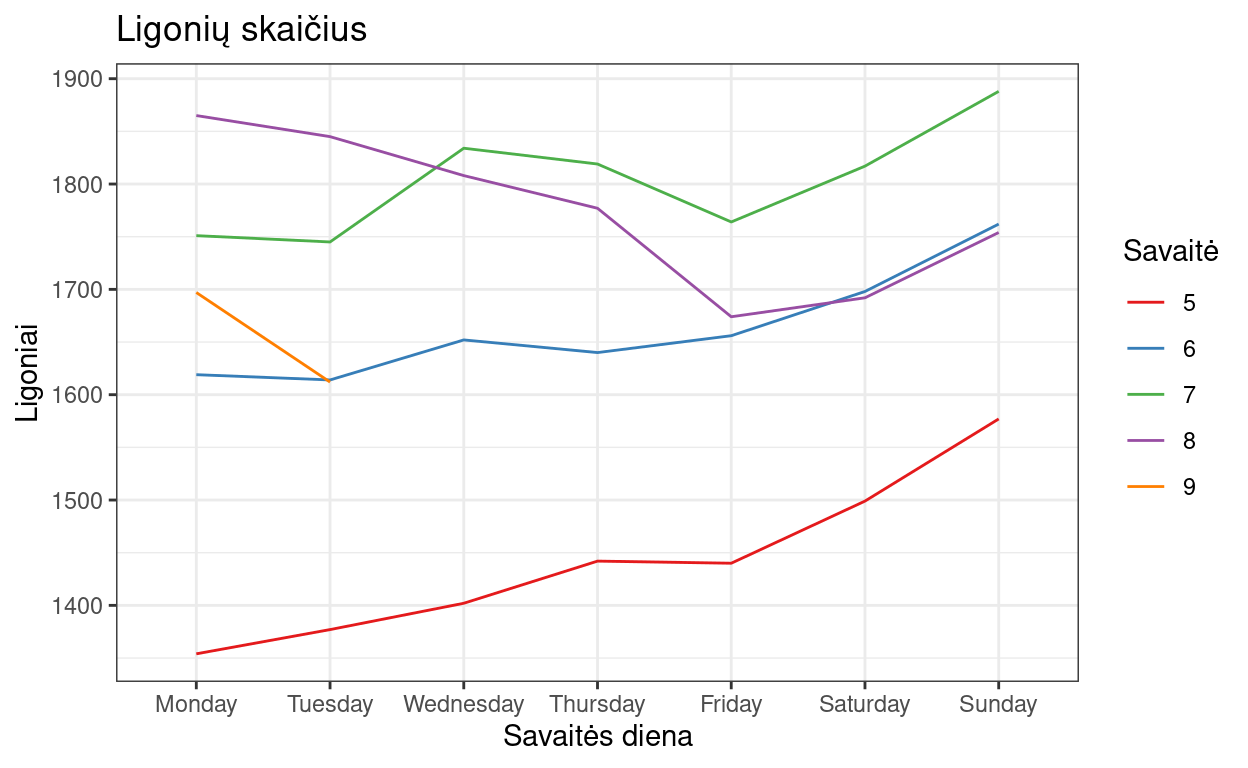 Ligonių skaičius
Ligoniai
1900
1800
1700
1600
1500
1400
Monday Tuesday Wednesday Thursday Friday Saturday Sunday
Savaitės diena
Savaitė
5
6
7
8
9